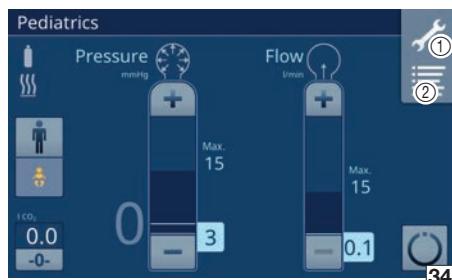 Pediatrics
①
②
Pressure
mmHg
Flow
l/min
+
+
Max.
15
Max.
15
0
3
0.1
-
-
I CO₂
0.0
-0-
34